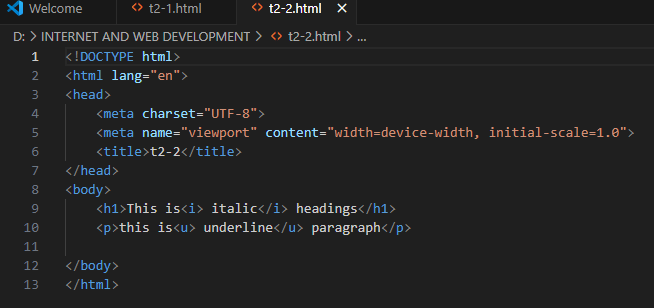 Welcome <> t2-1.html <> t2-2.html ×
D: > INTERNET AND WEB DEVELOPMENT > <> t2-2.html > ...
1 <!DOCTYPE html>
2 <html lang="en">
3 <head>
4     <meta charset="UTF-8">
5     <meta name="viewport" content="width=device-width, initial-scale=1.0">
6     <title>t2-2</title>
7 </head>
8 <body>
9     <h1>This is<i> italic</i> headings</h1>
10     <p>this is<u> underline</u> paragraph</p>
11
12 </body>
13 </html>